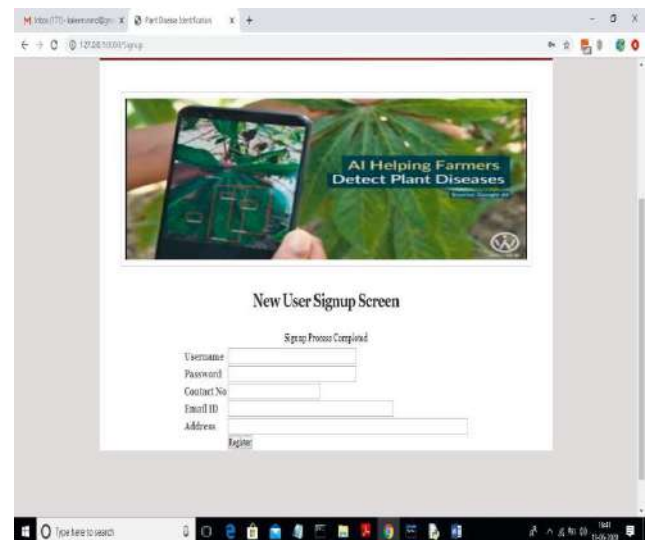 Plant Disease Identification
AI Helping Farmers
Detect Plant Diseases
New User Signup Screen
Signup Process Completed
Username
Password
Contact No
Email ID
Address
Register
Type here to search